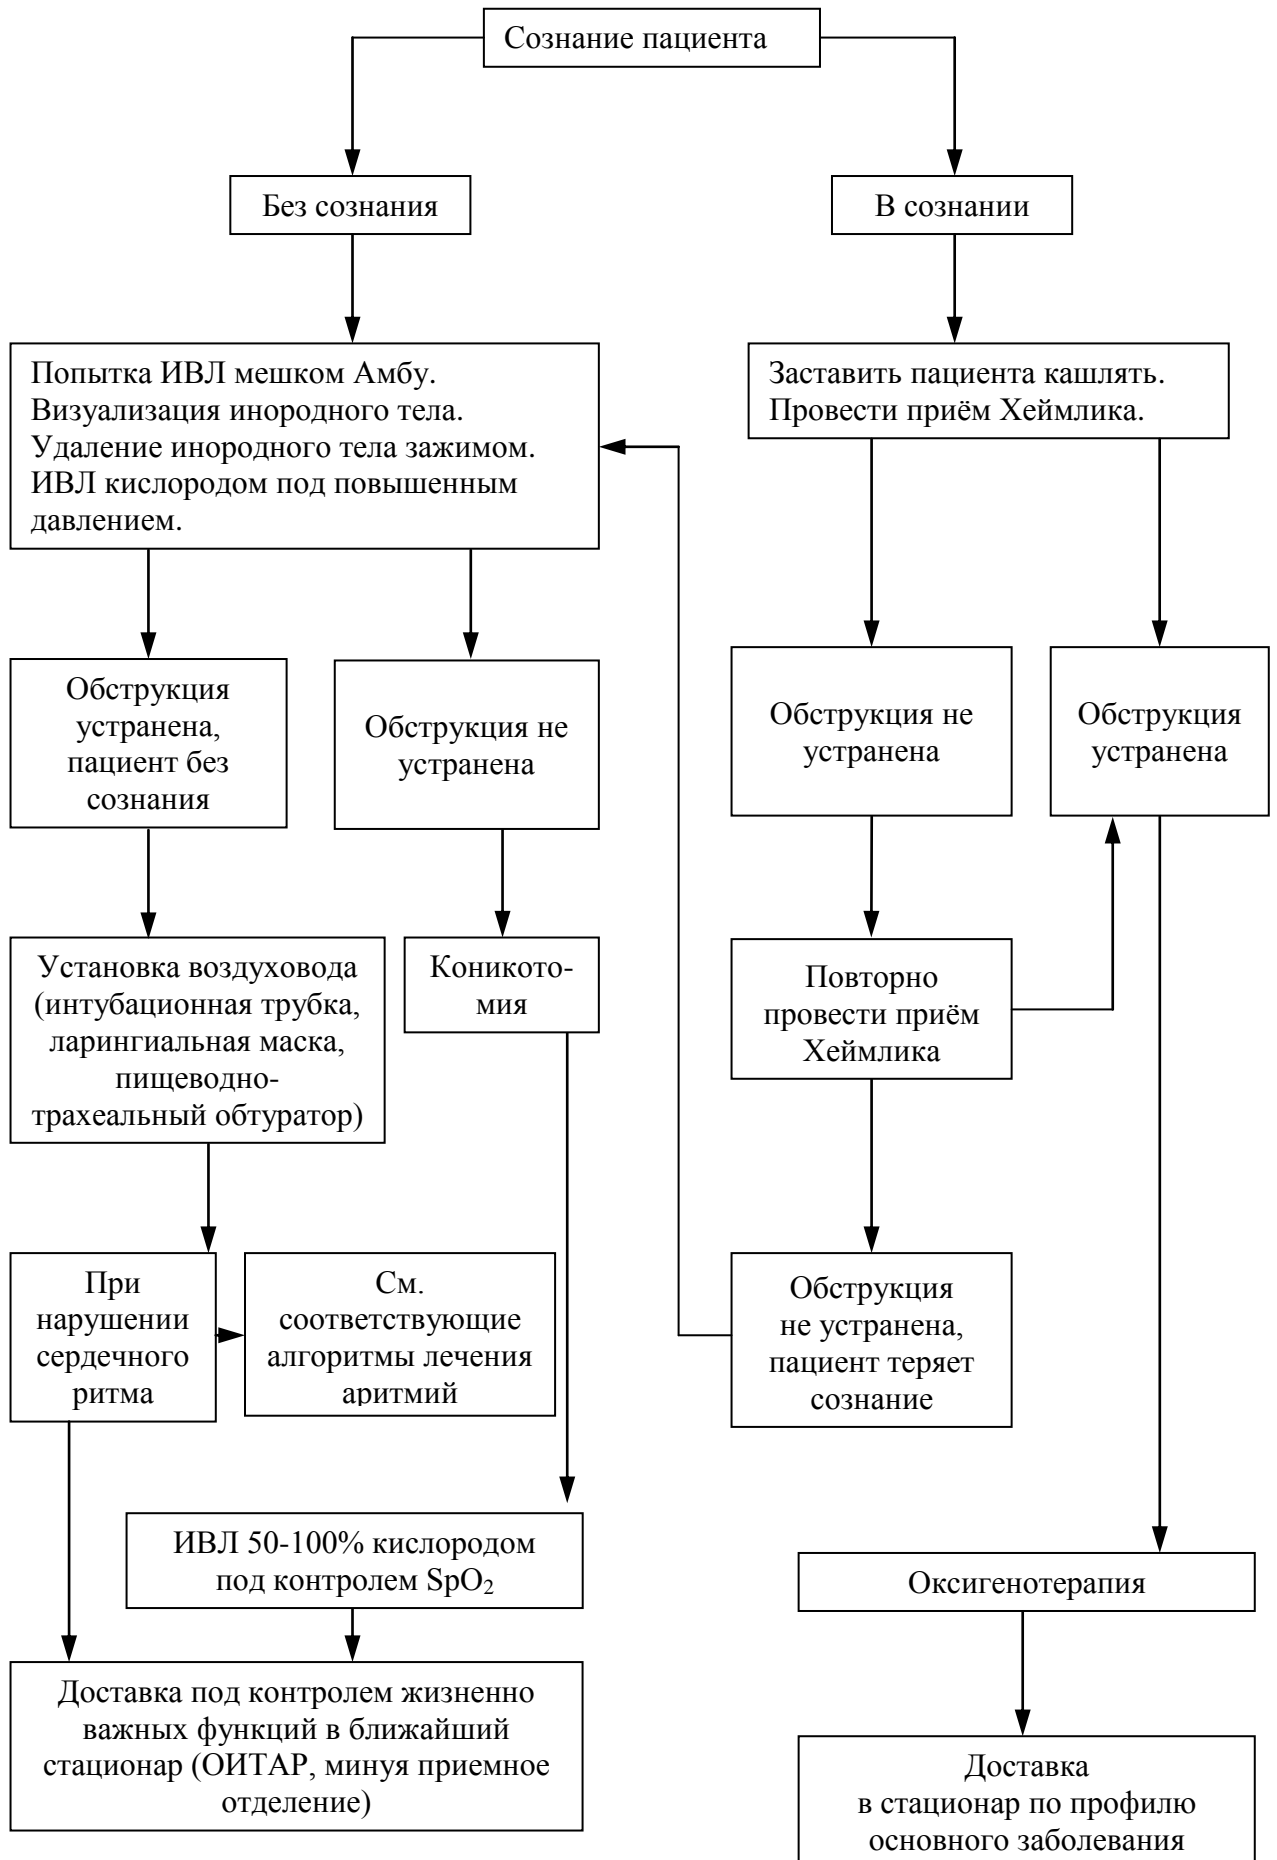 Сознание пациента
Без сознания
В сознании
Попытка ИВЛ мешком Амбу.
Визуализация инородного тела.
Удаление инородного тела зажимом.
ИВЛ кислородом под повышенным
давлением.
Заставить пациента кашлять.
Провести приём Хеймлика.
Обструкция
устранена,
пациент без
сознания
Обструкция не
устранена
Обструкция не
устранена
Обструкция
устранена
Установка воздуховода
(интубационная трубка,
ларингиальная маска,
пищеводно-
трахеальный обтуратор)
Коникото-
мия
Повторно
провести приём
Хеймлика
При
нарушении
сердечного
ритма
См.
соответствующие
алгоритмы лечения
аритмий
Обструкция
не устранена,
пациент теряет
сознание
ИВЛ 50-100% кислородом
под контролем SpO₂
Оксигенотерапия
Доставка под контролем жизненно
важных функций в ближайший
стационар (ОИТАР, минуя приемное
отделение)
Доставка
в стационар по профилю
основного заболевания